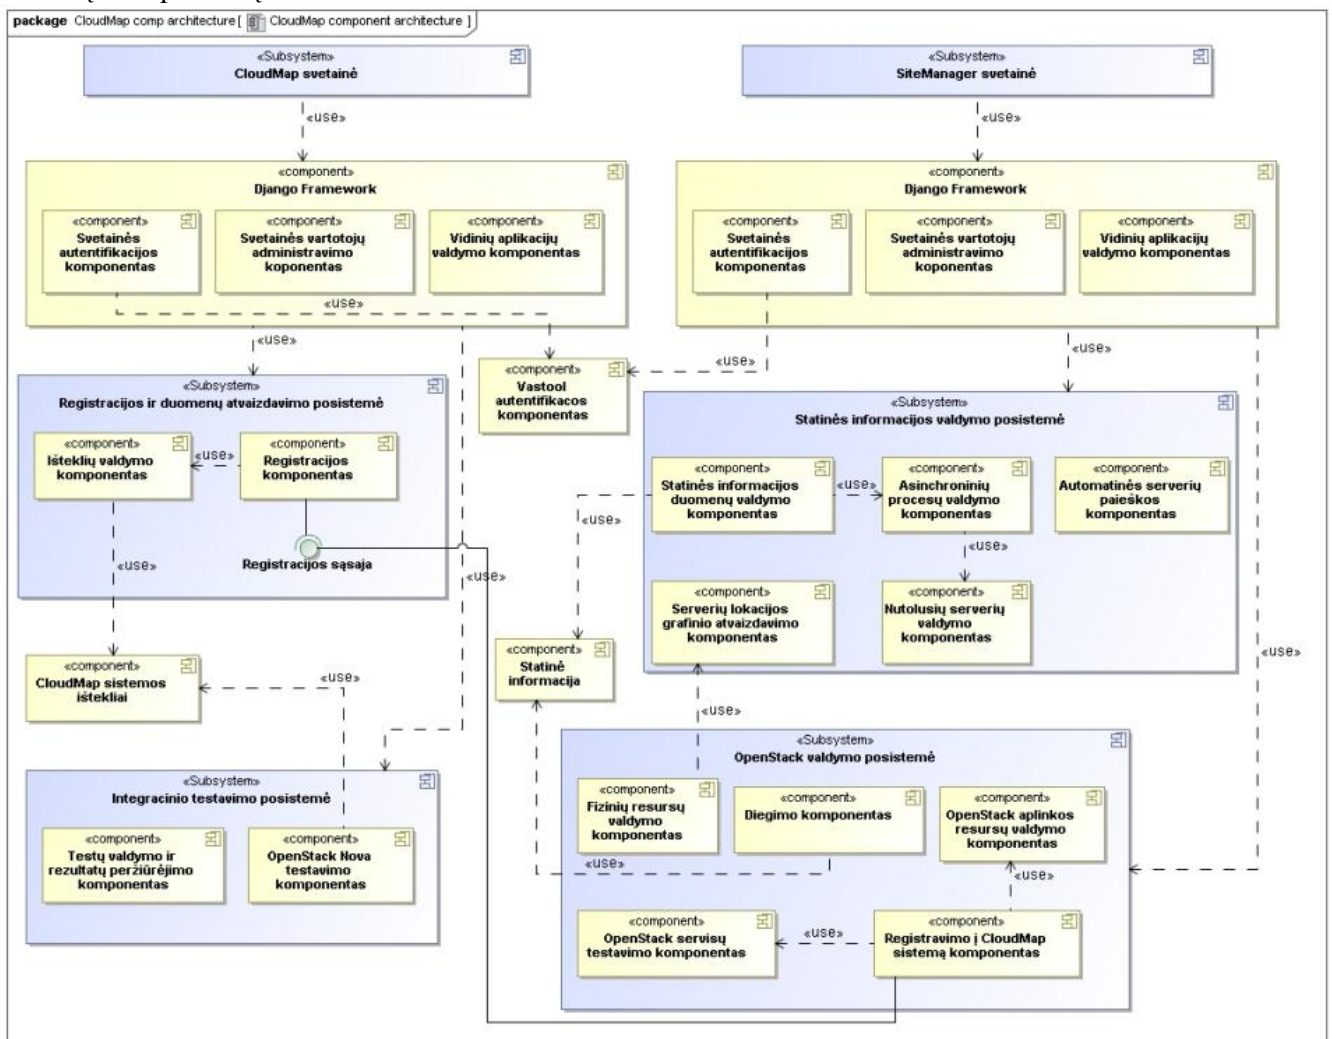 package CloudMap comp architecture [ CloudMap component architecture ]
«Subsystem»
CloudMap svetainė
«Subsystem»
SiteManager svetainė
«use»
«use»
«component»
Django Framework
«component»
Svetainės
autentifikacijos
komponentas
«component»
Svetainės vartotojų
administravimo
koponentas
«component»
Vidinių aplikacijų
valdymo komponentas
«use»
«component»
Django Framework
«component»
Svetainės
autentifikacijos
komponentas
«component»
Svetainės vartotojų
administravimo
koponentas
«component»
Vidinių aplikacijų
valdymo komponentas
«use»
«use»
«use»
«component»
Vastool
autentifikacos
komponentas
«Subsystem»
Registracijos ir duomenų atvaizdavimo posistemė
«component»
Išteklių valdymo
komponentas
«use»
«component»
Registracijos
komponentas
Registracijos sąsaja
«use»
«use»
«Subsystem»
Statinės informacijos valdymo posistemė
«component»
Statinės informacijos
duomenų valdymo
komponentas
«use»
«component»
Asinchroninių
procesų valdymo
komponentas
«component»
Automatinės serverių
paieškos
komponentas
«use»
«use»
«component»
Serverių lokacijos
grafinio atvaizdavimo
komponentas
«component»
Nutolusių serverių
valdymo
komponentas
«component»
CloudMap sistemos
ištekliai
«use»
«component»
Statinė
informacija
«use»
«use»
«Subsystem»
Integracinio testavimo posistemė
«component»
Testų valdymo ir
rezultatų peržiūrėjimo
komponentas
«component»
OpenStack Nova
testavimo
komponentas
«Subsystem»
OpenStack valdymo posistemė
«component»
Fizinių resursų
valdymo
komponentas
«component»
Diegimo komponentas
«component»
OpenStack aplinkos
resursų valdymo
komponentas
«use»
«use»
«component»
OpenStack servisų
testavimo komponentas
«use»
«component»
Registravimo į CloudMap
sistemą komponentas